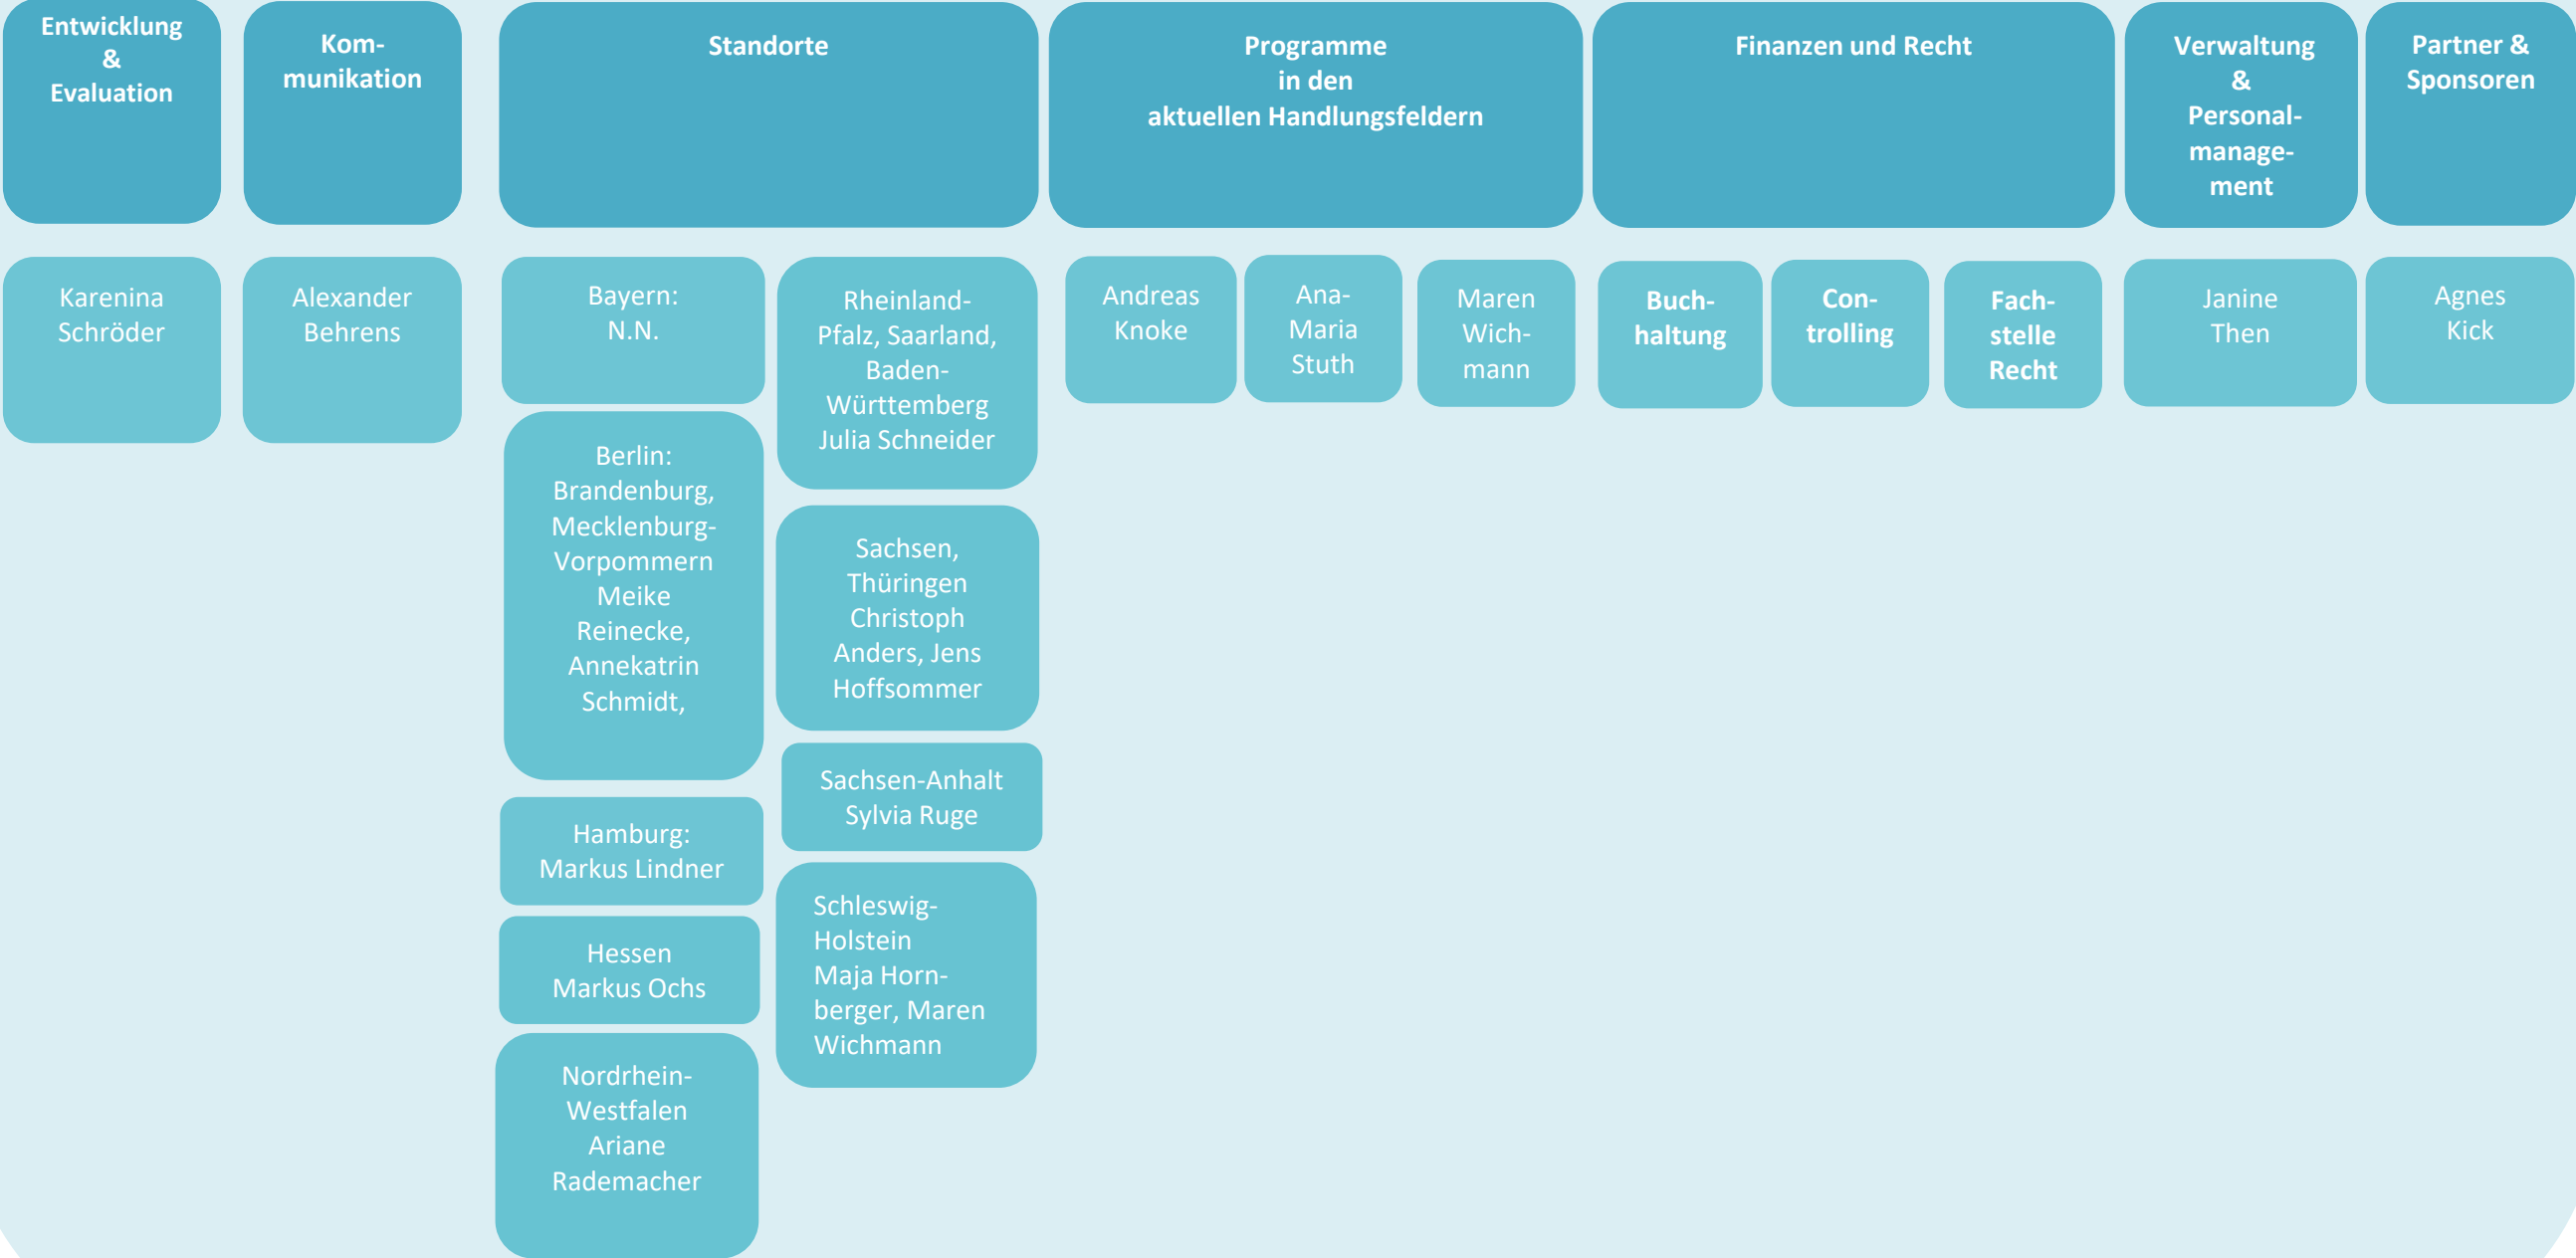 Entwicklung
&
Evaluation
Kom-
munikation
Standorte
Programme
in den
aktuellen Handlungsfeldern
Finanzen und Recht
Verwaltung
&
Personal-
manage-
ment
Partner &
Sponsoren
Karenina
Schröder
Alexander
Behrens
Bayern:
N.N.
Berlin:
Brandenburg,
Mecklenburg-
Vorpommern
Meike
Reinecke,
Annekatrin
Schmidt,
Hamburg:
Markus Lindner
Hessen
Markus Ochs
Nordrhein-
Westfalen
Ariane
Rademacher
Rheinland-
Pfalz, Saarland,
Baden-
Württemberg
Julia Schneider
Sachsen,
Thüringen
Christoph
Anders, Jens
Hoffsommer
Sachsen-Anhalt
Sylvia Ruge
Schleswig-
Holstein
Maja Horn-
berger, Maren
Wichmann
Andreas
Knoke
Ana-
Maria
Stuth
Maren
Wich-
mann
Buch-
haltung
Con-
trolling
Fach-
stelle
Recht
Janine
Then
Agnes
Kick